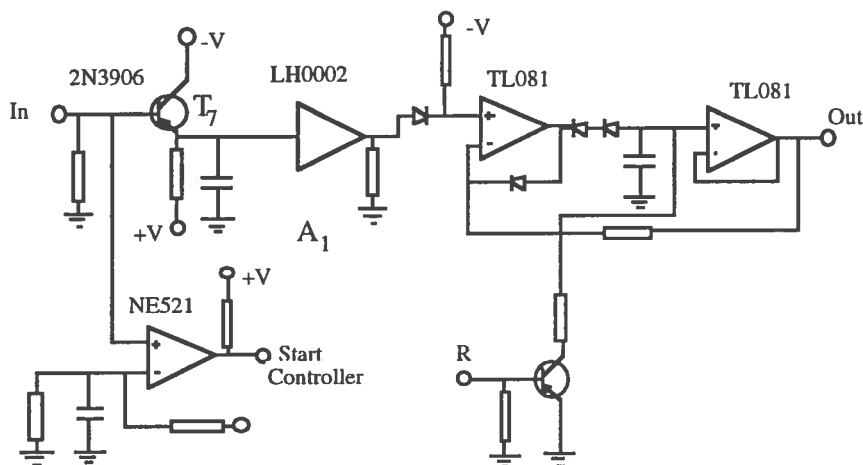 -V
-V
2N3906
LH0002
TL081
TL081
In
T7
Out
+
-
+
-
+V
A1
+V
NE521
+
-
Start
Controller
R